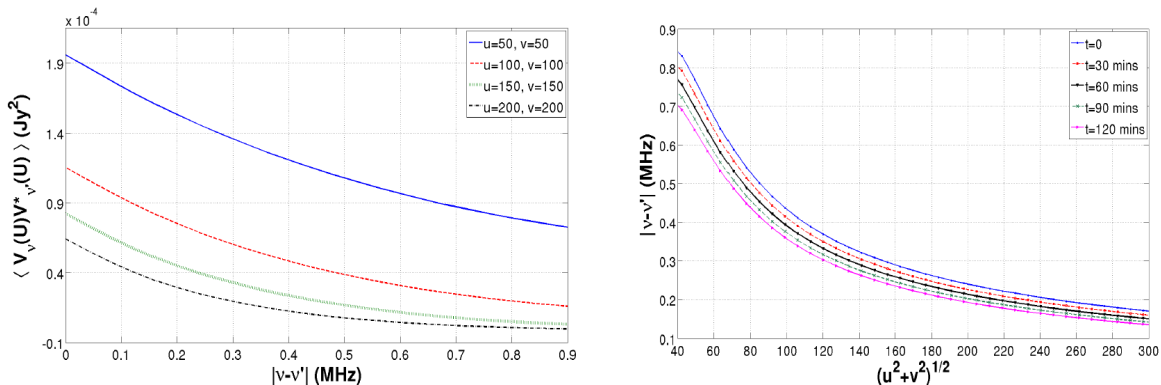 x 10⁻⁴
1.9
1.4
0.9
0.4
-0.1
⟨ V_ν(U)V*_ν'(U) ⟩ (Jy²)
u=50, v=50
u=100, v=100
u=150, v=150
u=200, v=200
0 0.1 0.2 0.3 0.4 0.5 0.6 0.7 0.8 0.9
|ν-ν'| (MHz)
0.9
0.8
0.7
0.6
0.5
0.4
0.3
0.2
0.1
|ν-ν'| (MHz)
t=0
t=30 mins
t=60 mins
t=90 mins
t=120 mins
40 60 80 100 120 140 160 180 200 220 240 260 280 300
(u²+v²)^1/2